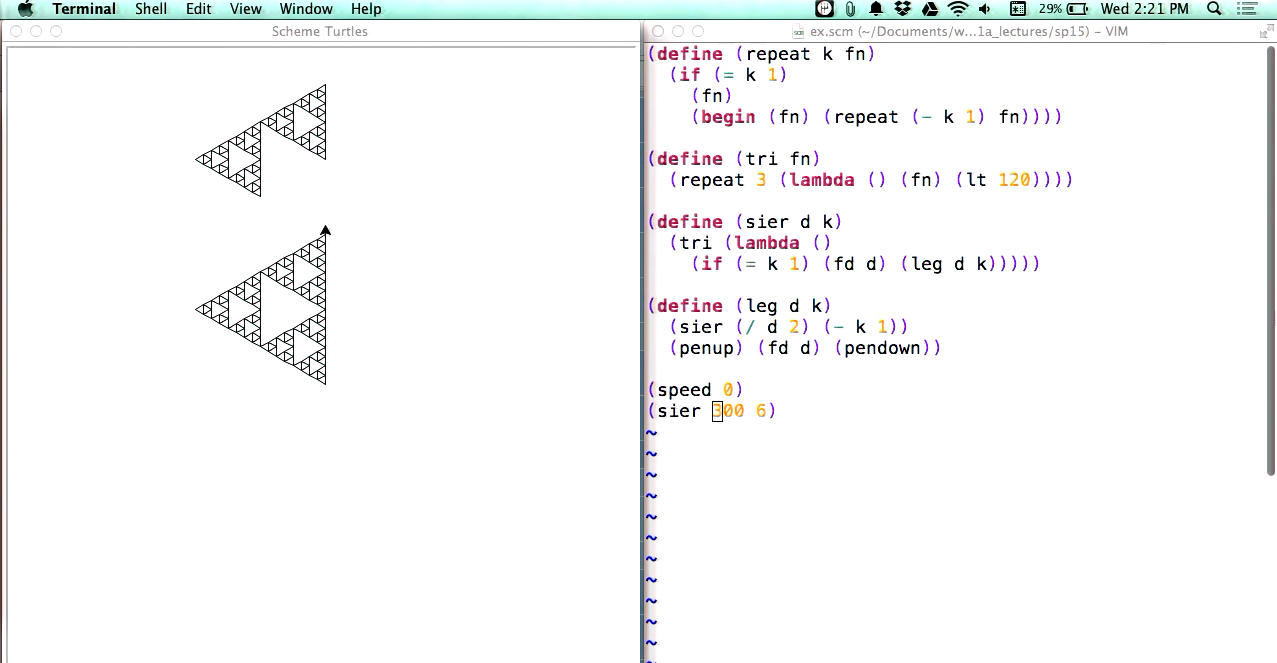 Terminal Shell Edit View Window Help 29% Wed 2:21 PM
Scheme Turtles
ex.scm (~/Documents/w...1a_lectures/sp15) – VIM
(define (repeat k fn)
  (if (= k 1)
    (fn)
    (begin (fn) (repeat (- k 1) fn))))
(define (tri fn)
  (repeat 3 (lambda () (fn) (lt 120))))
(define (sier d k)
  (tri (lambda ()
    (if (= k 1) (fd d) (leg d k)))))
(define (leg d k)
  (sier (/ d 2) (- k 1))
  (penup) (fd d) (pendown))
(speed 0)
(sier 300 6)
~
~
~
~
~
~
~
~
~
~
~
~